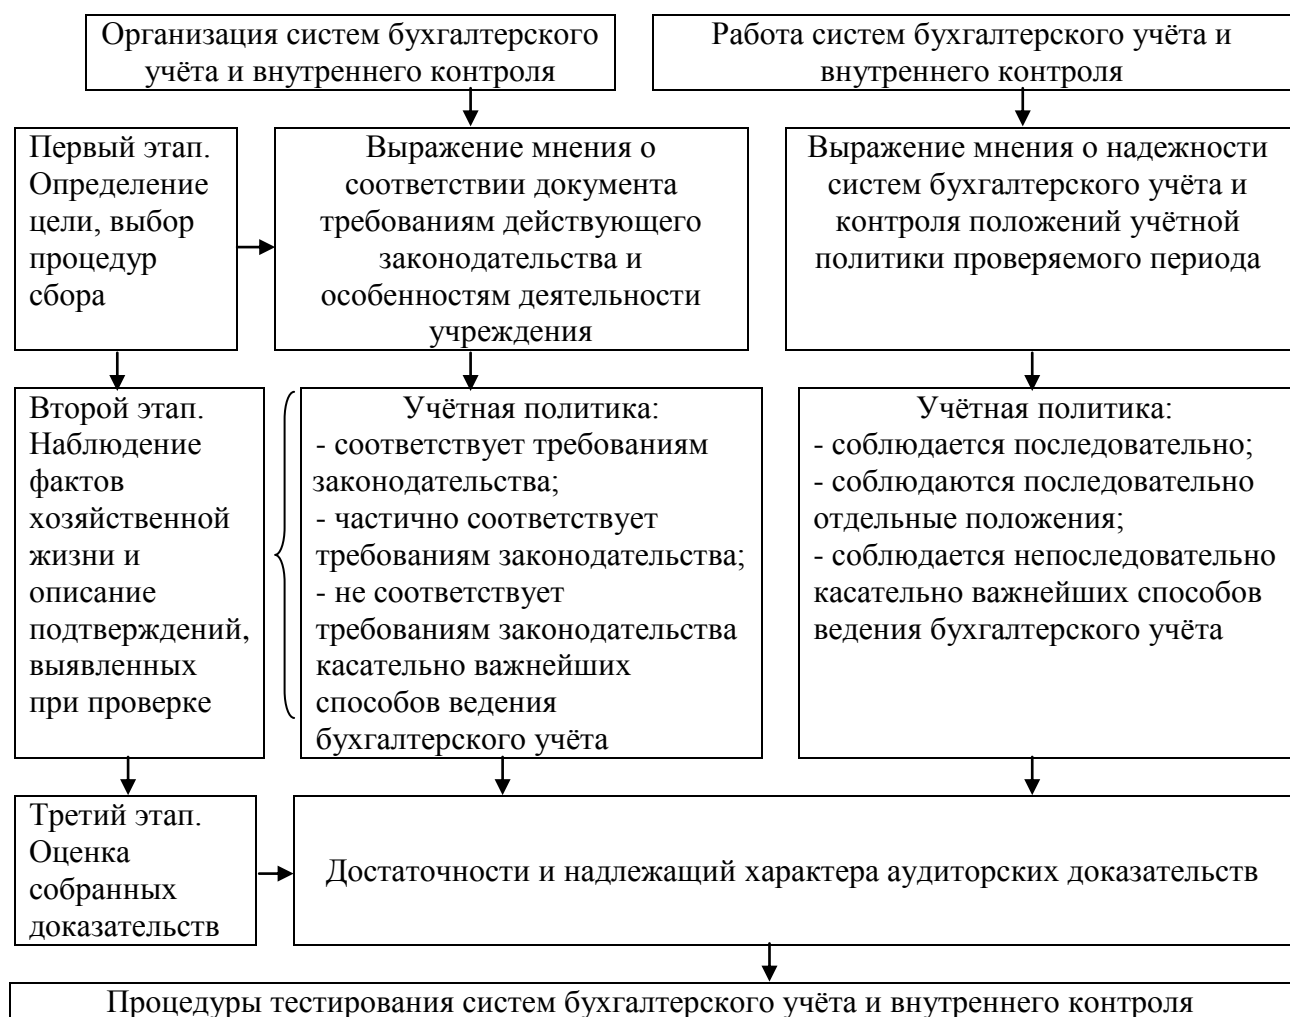 Организация систем бухгалтерского
учёта и внутреннего контроля
Работа систем бухгалтерского учёта и
внутреннего контроля
Первый этап.
Определение
цели, выбор
процедур
сбора
Выражение мнения о
соответствии документа
требованиям действующего
законодательства и
особенностям деятельности
учреждения
Выражение мнения о надежности
систем бухгалтерского учёта и
контроля положений учётной
политики проверяемого периода
Второй этап.
Наблюдение
фактов
хозяйственной
жизни и
описание
подтверждений,
выявленных
при проверке
Учётная политика:
- соответствует требованиям
законодательства;
- частично соответствует
требованиям законодательства;
- не соответствует
требованиям законодательства
касательно важнейших
способов ведения
бухгалтерского учёта
Учётная политика:
- соблюдается последовательно;
- соблюдаются последовательно
отдельные положения;
- соблюдается непоследовательно
касательно важнейших способов
ведения бухгалтерского учёта
Третий этап.
Оценка
собранных
доказательств
Достаточности и надлежащий характера аудиторских доказательств
Процедуры тестирования систем бухгалтерского учёта и внутреннего контроля